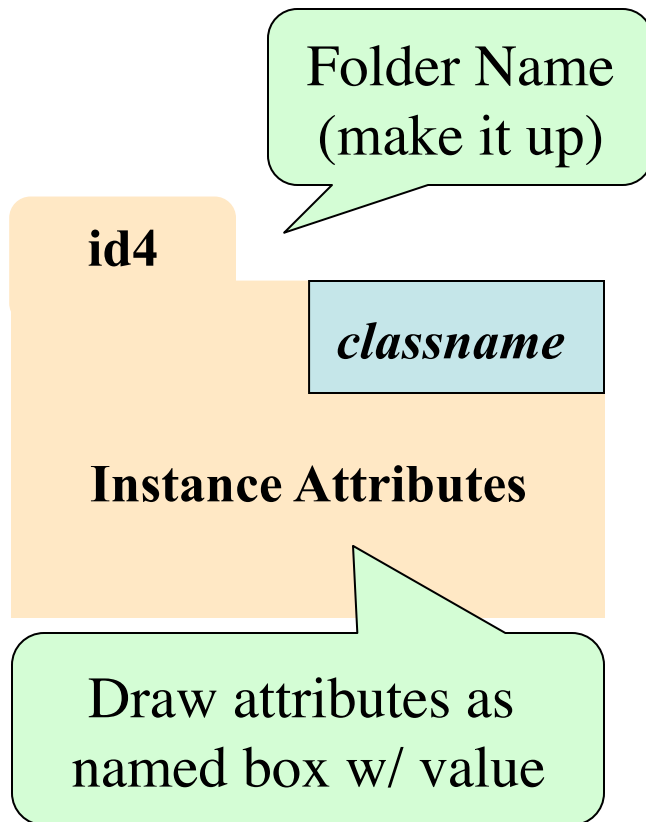 Folder Name
(make it up)
id4
classname
Instance Attributes
Draw attributes as
named box w/ value